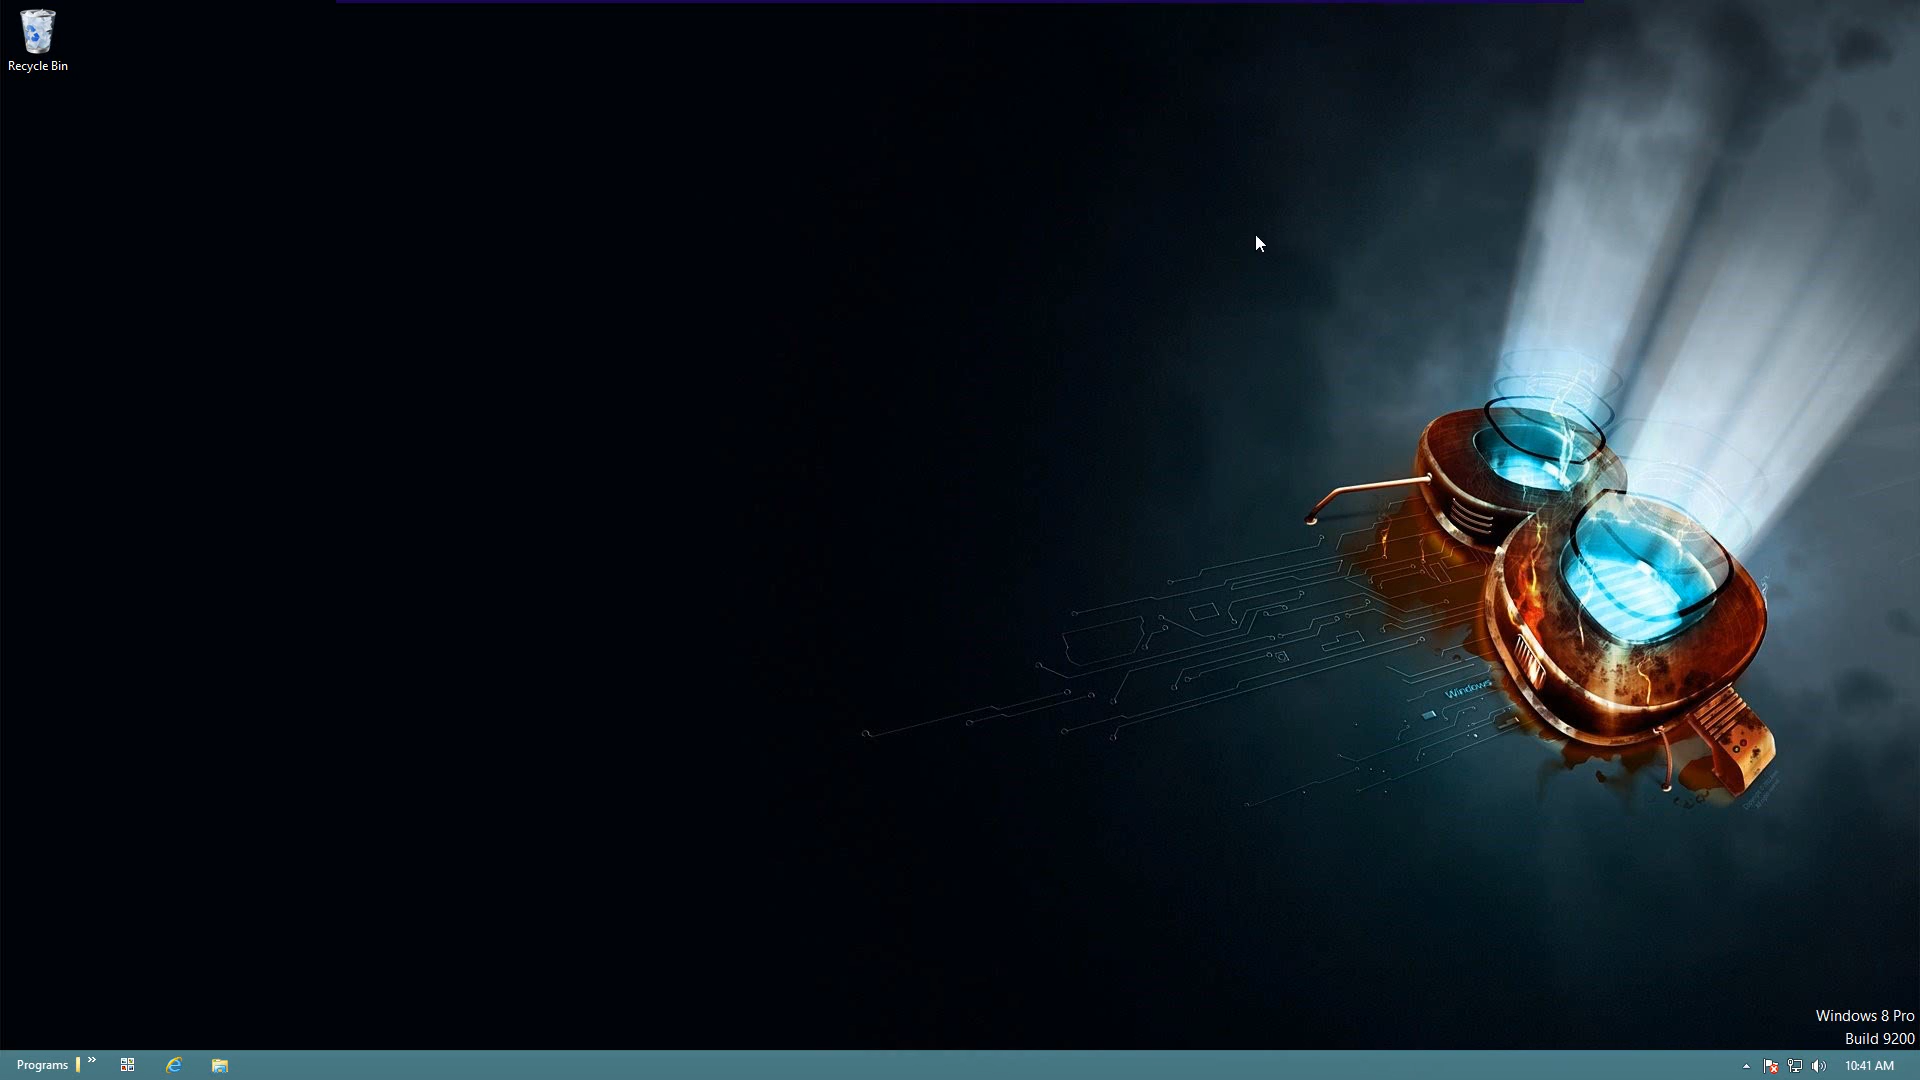 Recycle Bin
Windows
Windows 8 Pro
Build 9200
Programs
10:41 AM